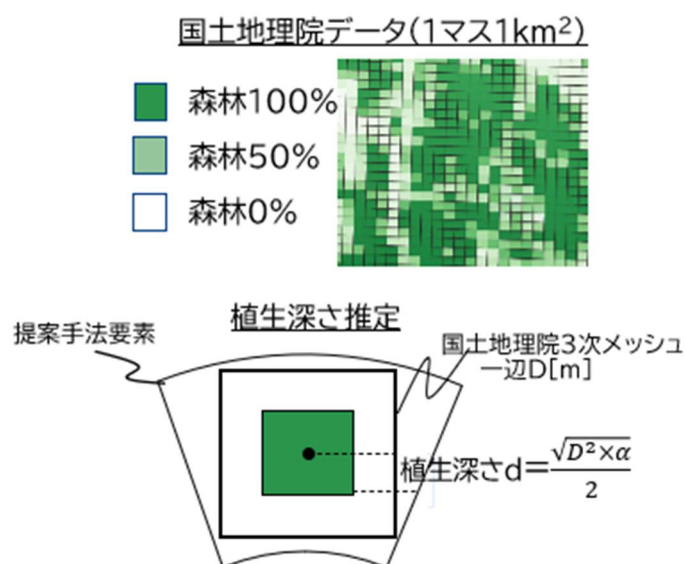 国土地理院データ(1マス1km²)
森林100%
森林50%
森林0%
植生深さ推定
提案手法要素
国土地理院3次メッシュ
一辺D[m]
植生深さd=√(D²×α)/2